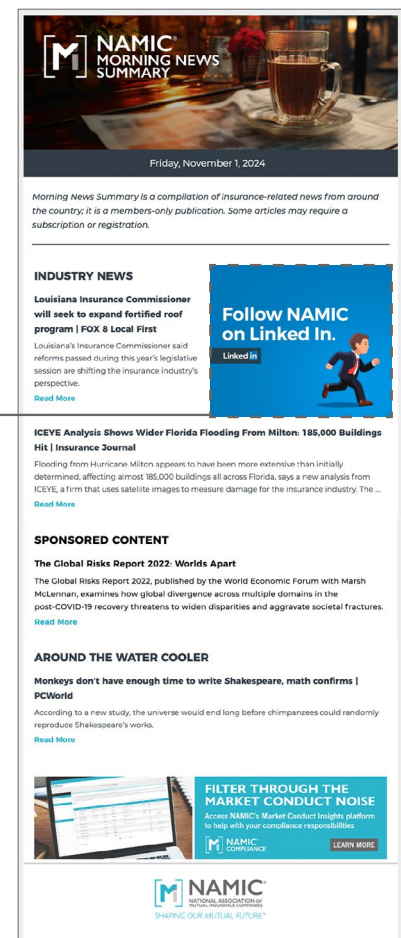 NAMIC®
MORNING NEWS
SUMMARY
Friday, November 1, 2024
Morning News Summary is a compilation of insurance-related news from around
the country; it is a members-only publication. Some articles may require a
subscription or registration.
INDUSTRY NEWS
Louisiana Insurance Commissioner
will seek to expand fortified roof
program | FOX 8 Local First
Louisiana's Insurance Commissioner said
reforms passed during this year's legislative
session are shifting the insurance industry's
perspective.
Read More
Follow NAMIC
on Linked In.
Linked in
ICEYE Analysis Shows Wider Florida Flooding From Milton: 185,000 Buildings
Hit | Insurance Journal
Flooding from Hurricane Milton appears to have been more extensive than initially
determined, affecting almost 185,000 buildings all across Florida, says a new analysis from
ICEYE, a firm that uses satellite images to measure damage for the insurance industry. The ...
Read More
SPONSORED CONTENT
The Global Risks Report 2022: Worlds Apart
The Global Risks Report 2022, published by the World Economic Forum with Marsh
McLennan, examines how global divergence across multiple domains in the
post-COVID-19 recovery threatens to widen disparities and aggravate societal fractures.
Read More
AROUND THE WATER COOLER
Monkeys don't have enough time to write Shakespeare, math confirms |
PCWorld
According to a new study, the universe would end long before chimpanzees could randomly
reproduce Shakespeare's works.
Read More
FILTER THROUGH THE
MARKET CONDUCT NOISE
Access NAMIC's Market Conduct Insights platform
to help with your compliance responsibilities
NAMIC®
COMPLIANCE
LEARN MORE
NAMIC®
NATIONAL ASSOCIATION OF
MUTUAL INSURANCE COMPANIES
SHAPING OUR MUTUAL FUTURE®